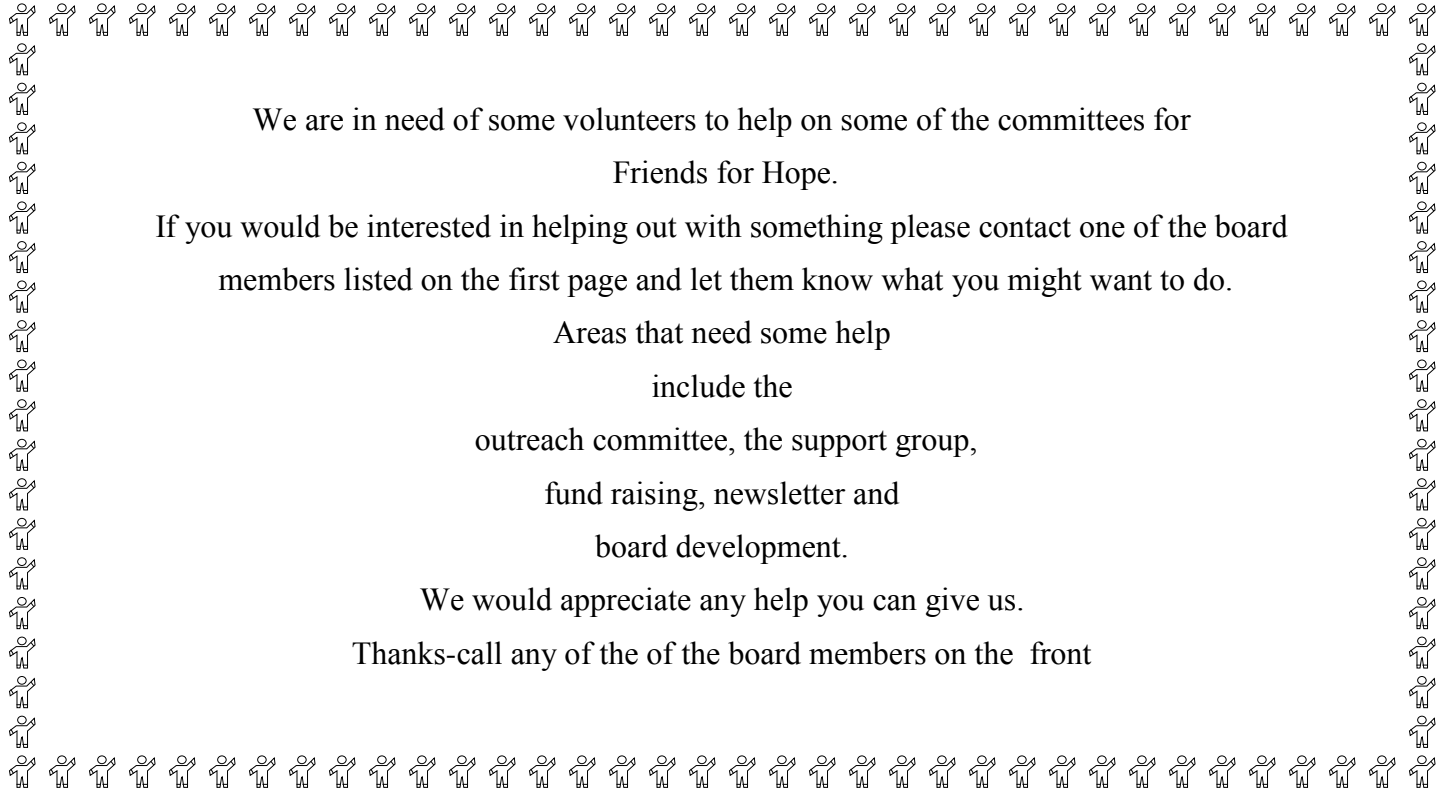 We are in need of some volunteers to help on some of the committees for
Friends for Hope.
If you would be interested in helping out with something please contact one of the board
members listed on the first page and let them know what you might want to do.
Areas that need some help
include the
outreach committee, the support group,
fund raising, newsletter and
board development.
We would appreciate any help you can give us.
Thanks-call any of the of the board members on the  front